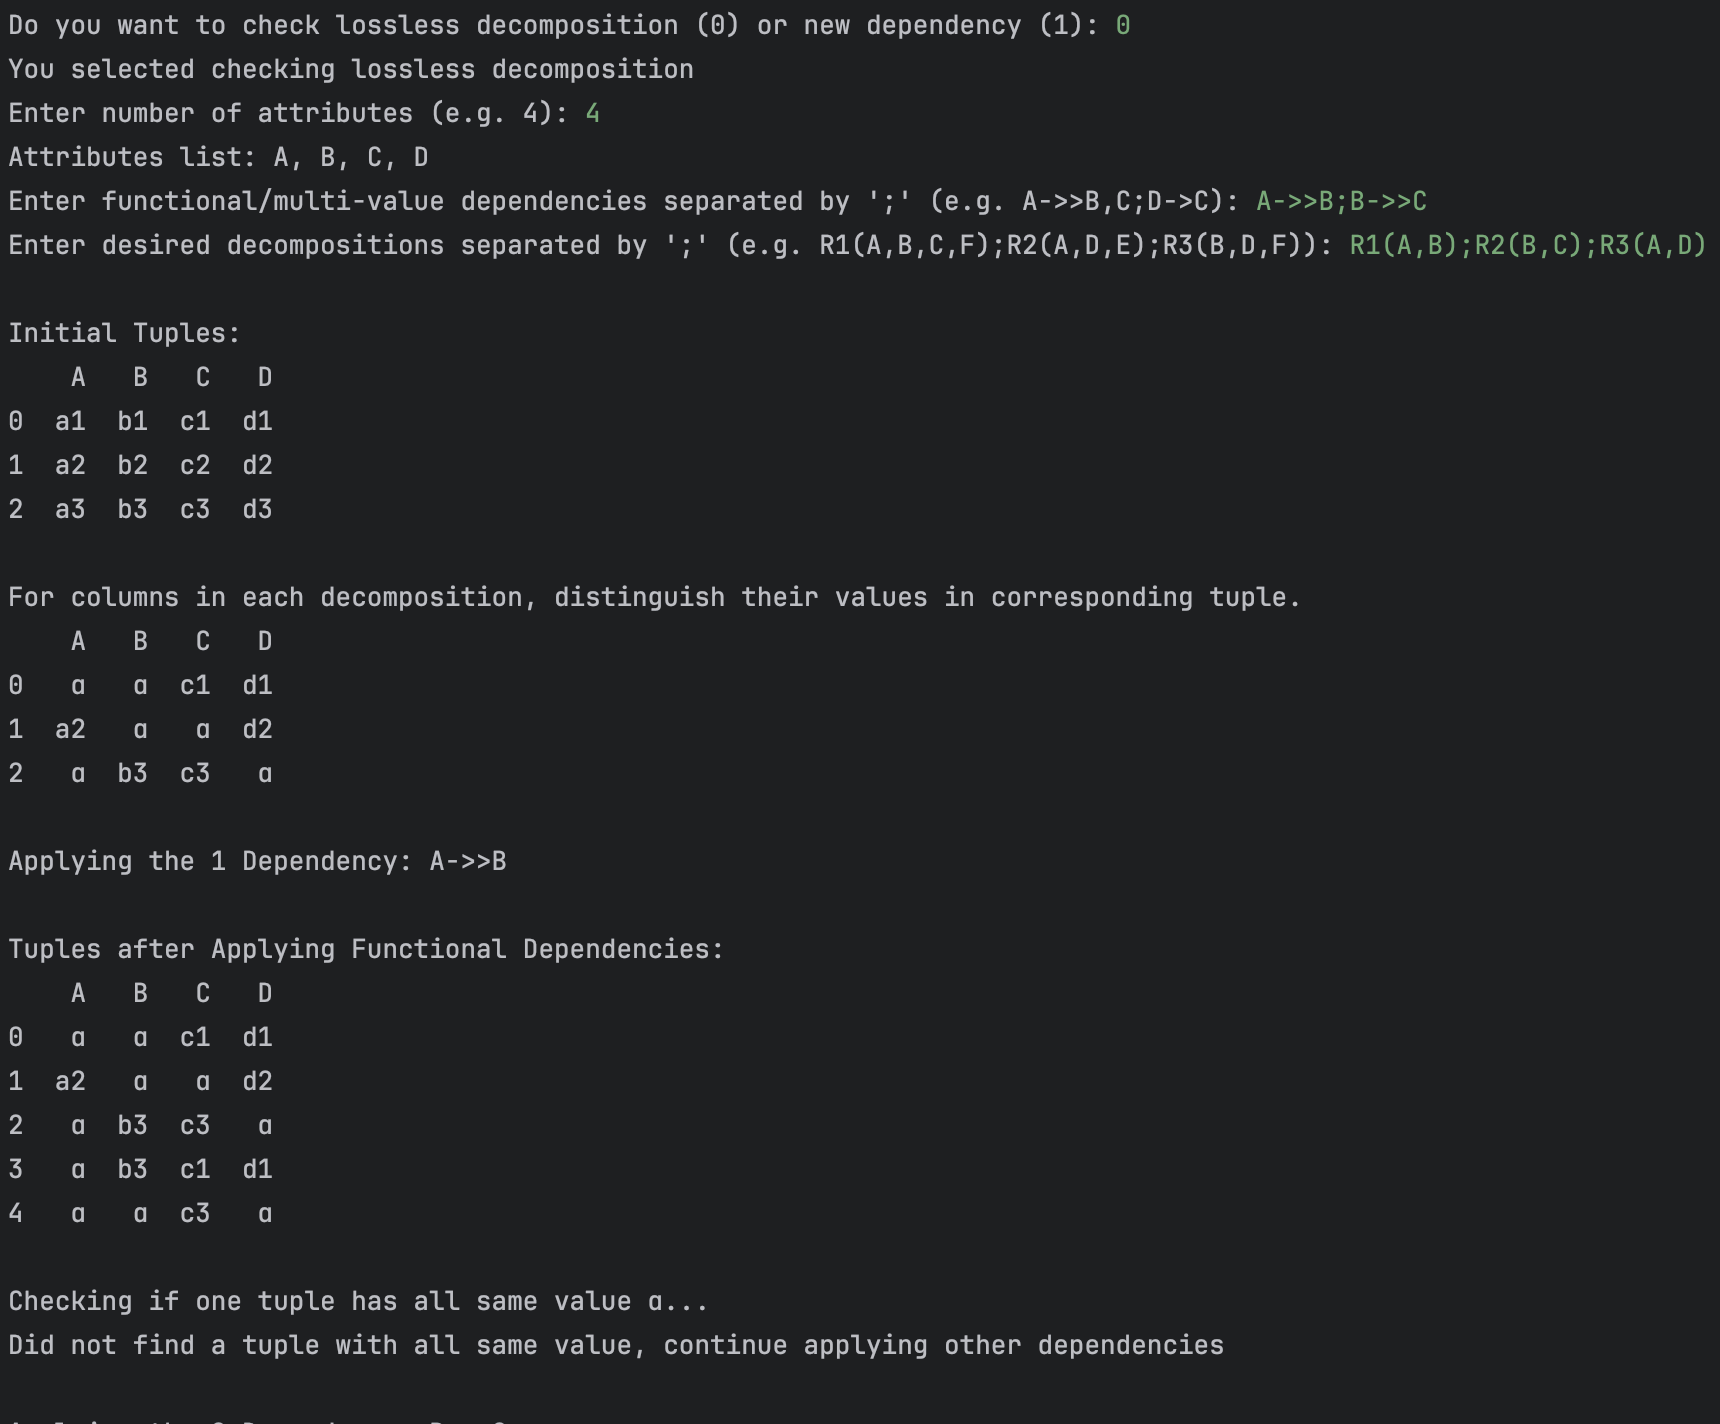 Do you want to check lossless decomposition (0) or new dependency (1): 0
You selected checking lossless decomposition
Enter number of attributes (e.g. 4): 4
Attributes list: A, B, C, D
Enter functional/multi-value dependencies separated by ';' (e.g. A->>B,C;D->C): A->>B;B->>C
Enter desired decompositions separated by ';' (e.g. R1(A,B,C,F);R2(A,D,E);R3(B,D,F)): R1(A,B);R2(B,C);R3(A,D)
Initial Tuples:
A B C D
0 a1 b1 c1 d1
1 a2 b2 c2 d2
2 a3 b3 c3 d3
For columns in each decomposition, distinguish their values in corresponding tuple.
A B C D
0 ɑ ɑ c1 d1
1 a2 ɑ ɑ d2
2 ɑ b3 c3 ɑ
Applying the 1 Dependency: A->>B
Tuples after Applying Functional Dependencies:
A B C D
0 ɑ ɑ c1 d1
1 a2 ɑ ɑ d2
2 ɑ b3 c3 ɑ
3 ɑ b3 c1 d1
4 ɑ ɑ c3 ɑ
Checking if one tuple has all same value ɑ...
Did not find a tuple with all same value, continue applying other dependencies